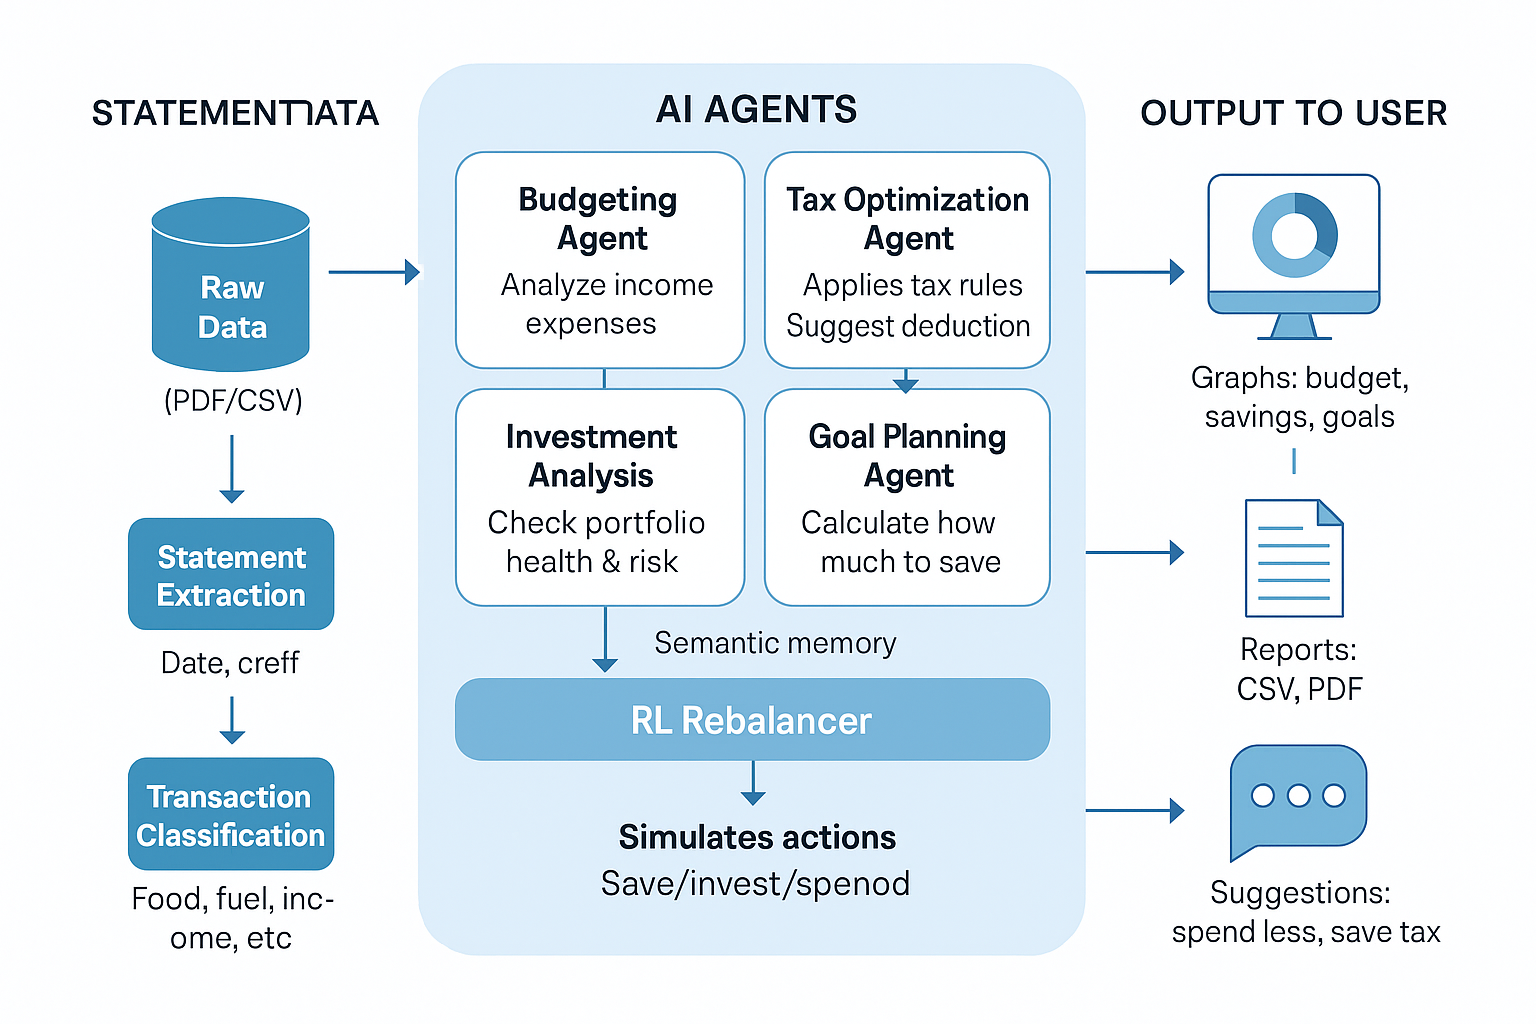 STATEMENTDATA
Raw
Data
(PDF/CSV)
Statement
Extraction
Date, creff
Transaction
Classification
Food, fuel, inc-
ome, etc
AI AGENTS
Budgeting
Agent
Analyze income
expenses
Tax Optimization
Agent
Applies tax rules
Suggest deduction
Investment
Analysis
Check portfolio
health & risk
Goal Planning
Agent
Calculate how
much to save
Semantic memory
RL Rebalancer
Simulates actions
Save/invest/spenod
OUTPUT TO USER
Graphs: budget,
savings, goals
Reports:
CSV, PDF
Suggestions:
spend less, save tax